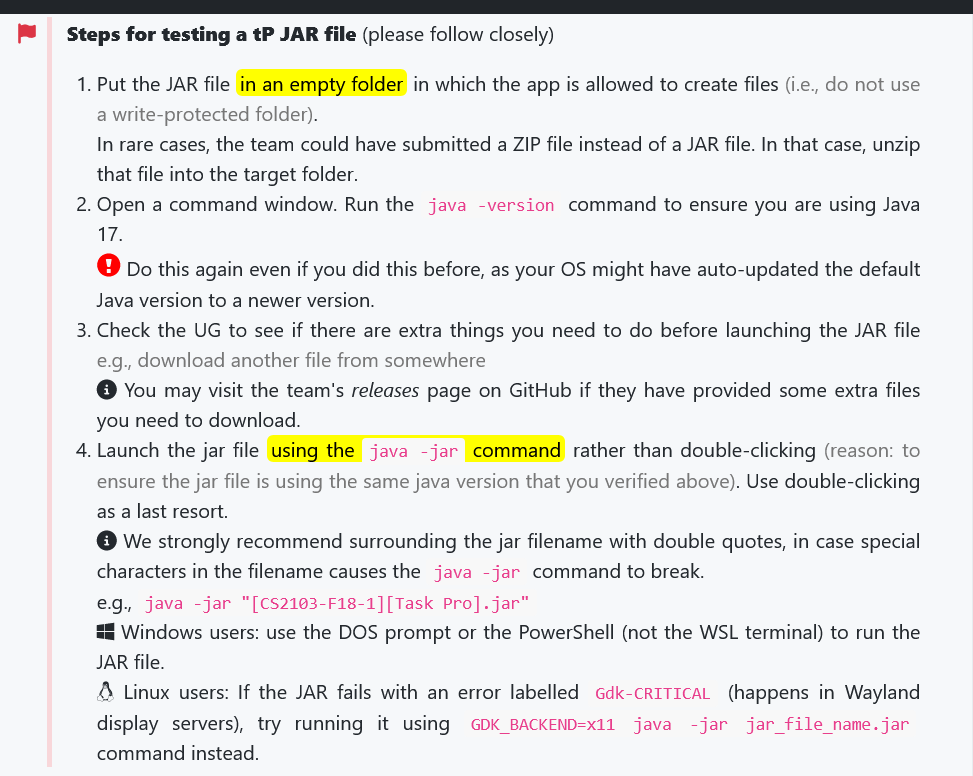 Steps for testing a tP JAR file (please follow closely)
1. Put the JAR file in an empty folder in which the app is allowed to create files (i.e., do not use
a write-protected folder).
In rare cases, the team could have submitted a ZIP file instead of a JAR file. In that case, unzip
that file into the target folder.
2. Open a command window. Run the java -version command to ensure you are using Java
17.
Do this again even if you did this before, as your OS might have auto-updated the default
Java version to a newer version.
3. Check the UG to see if there are extra things you need to do before launching the JAR file
e.g., download another file from somewhere
You may visit the team's releases page on GitHub if they have provided some extra files
you need to download.
4. Launch the jar file using the java -jar command rather than double-clicking (reason: to
ensure the jar file is using the same java version that you verified above). Use double-clicking
as a last resort.
We strongly recommend surrounding the jar filename with double quotes, in case special
characters in the filename causes the java -jar command to break.
e.g., java -jar "[CS2103-F18-1][Task Pro].jar"
Windows users: use the DOS prompt or the PowerShell (not the WSL terminal) to run the
JAR file.
Linux users: If the JAR fails with an error labelled Gdk-CRITICAL (happens in Wayland
display servers), try running it using GDK_BACKEND=x11 java -jar jar_file_name.jar
command instead.